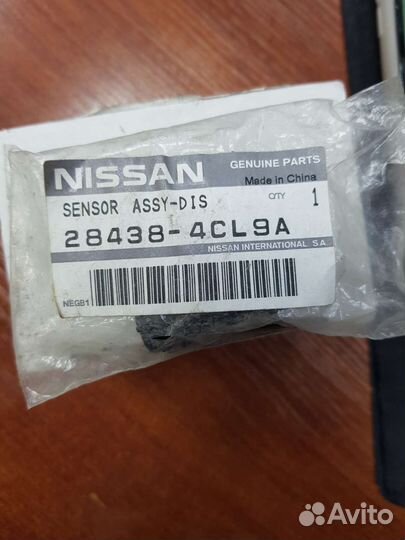 NISSAN
GENUINE PARTS
Made in China
SENSOR ASSY-DIS
Q'TY 1
28438-4CL9A
NISSAN INTERNATIONAL S.A.
NEGB1
Avito